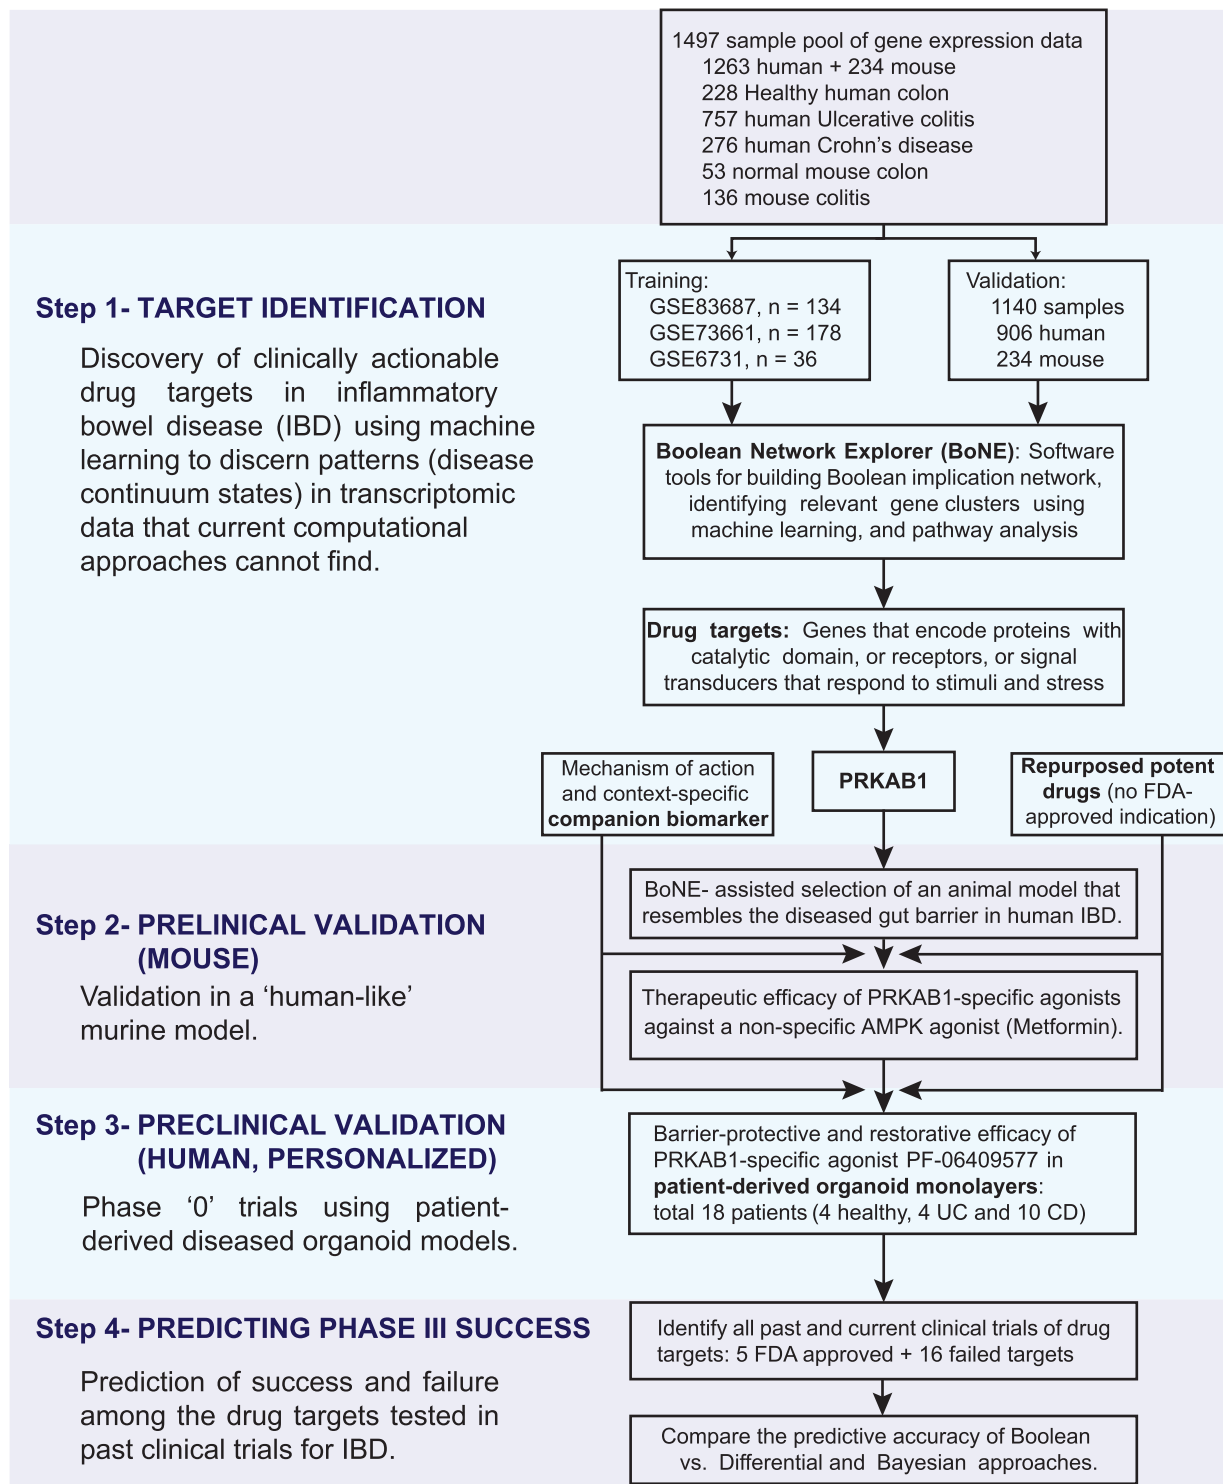 1497 sample pool of gene expression data
1263 human + 234 mouse
228 Healthy human colon
757 human Ulcerative colitis
276 human Crohn's disease
53 normal mouse colon
136 mouse colitis
Step 1- TARGET IDENTIFICATION
Discovery of clinically actionable
drug targets in inflammatory
bowel disease (IBD) using machine
learning to discern patterns (disease
continuum states) in transcriptomic
data that current computational
approaches cannot find.
Training:
GSE83687, n = 134
GSE73661, n = 178
GSE6731, n = 36
Validation:
1140 samples
906 human
234 mouse
Boolean Network Explorer (BoNE): Software
tools for building Boolean implication network,
identifying relevant gene clusters using
machine learning, and pathway analysis
Drug targets: Genes that encode proteins with
catalytic domain, or receptors, or signal
transducers that respond to stimuli and stress
Mechanism of action
and context-specific
companion biomarker
PRKAB1
Repurposed potent
drugs (no FDA-
approved indication)
Step 2- PRELINICAL VALIDATION
(MOUSE)
Validation in a ‘human-like’
murine model.
BoNE- assisted selection of an animal model that
resembles the diseased gut barrier in human IBD.
Therapeutic efficacy of PRKAB1-specific agonists
against a non-specific AMPK agonist (Metformin).
Step 3- PRECLINICAL VALIDATION
(HUMAN, PERSONALIZED)
Phase ‘0’ trials using patient-
derived diseased organoid models.
Barrier-protective and restorative efficacy of
PRKAB1-specific agonist PF-06409577 in
patient-derived organoid monolayers:
total 18 patients (4 healthy, 4 UC and 10 CD)
Step 4- PREDICTING PHASE III SUCCESS
Prediction of success and failure
among the drug targets tested in
past clinical trials for IBD.
Identify all past and current clinical trials of drug
targets: 5 FDA approved + 16 failed targets
Compare the predictive accuracy of Boolean
vs. Differential and Bayesian approaches.